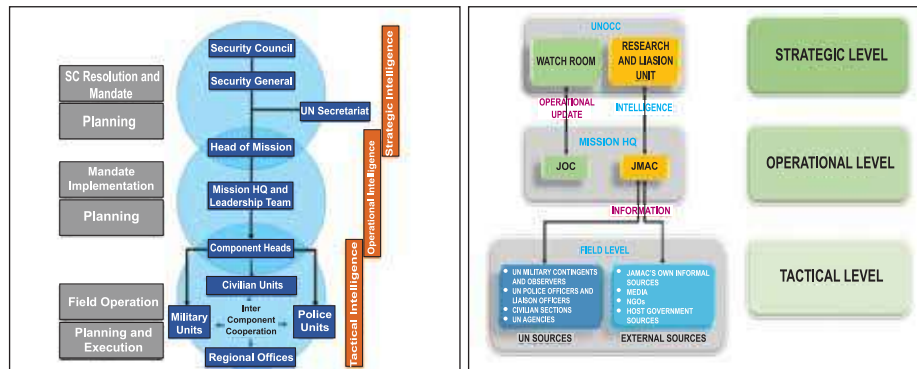 Security Council
SC Resolution and
Mandate
Security General
UN Secretariat
Planning
Strategic Intelligence
Head of Mission
Mandate
Implementation
Mission HQ and
Leadership Team
Planning
Operational Intelligence
Component Heads
Civilian Units
Field Operation
Military
Units
Inter
Component
Cooperation
Police
Units
Planning and
Execution
Regional Offices
Tactical Intelligence
UNOCC
WATCH ROOM
RESEARCH
AND LIASION
UNIT
STRATEGIC LEVEL
OPERATIONAL
UPDATE
INTELLIGENCE
MISSION HQ
JOC
JMAC
OPERATIONAL LEVEL
INFORMATION
FIELD LEVEL
• UN MILITARY CONTINGENTS
AND OBSERVERS
• UN POLICE OFFICERS AND
LIAISON OFFICERS
• CIVILIAN SECTIONS
• UN AGENCIES
• JAMAC'S OWN INFORMAL
SOURCES
• MEDIA
• NGOs
• HOST GOVERNMENT
SOURCES
UN SOURCES
EXTERNAL SOURCES
TACTICAL LEVEL